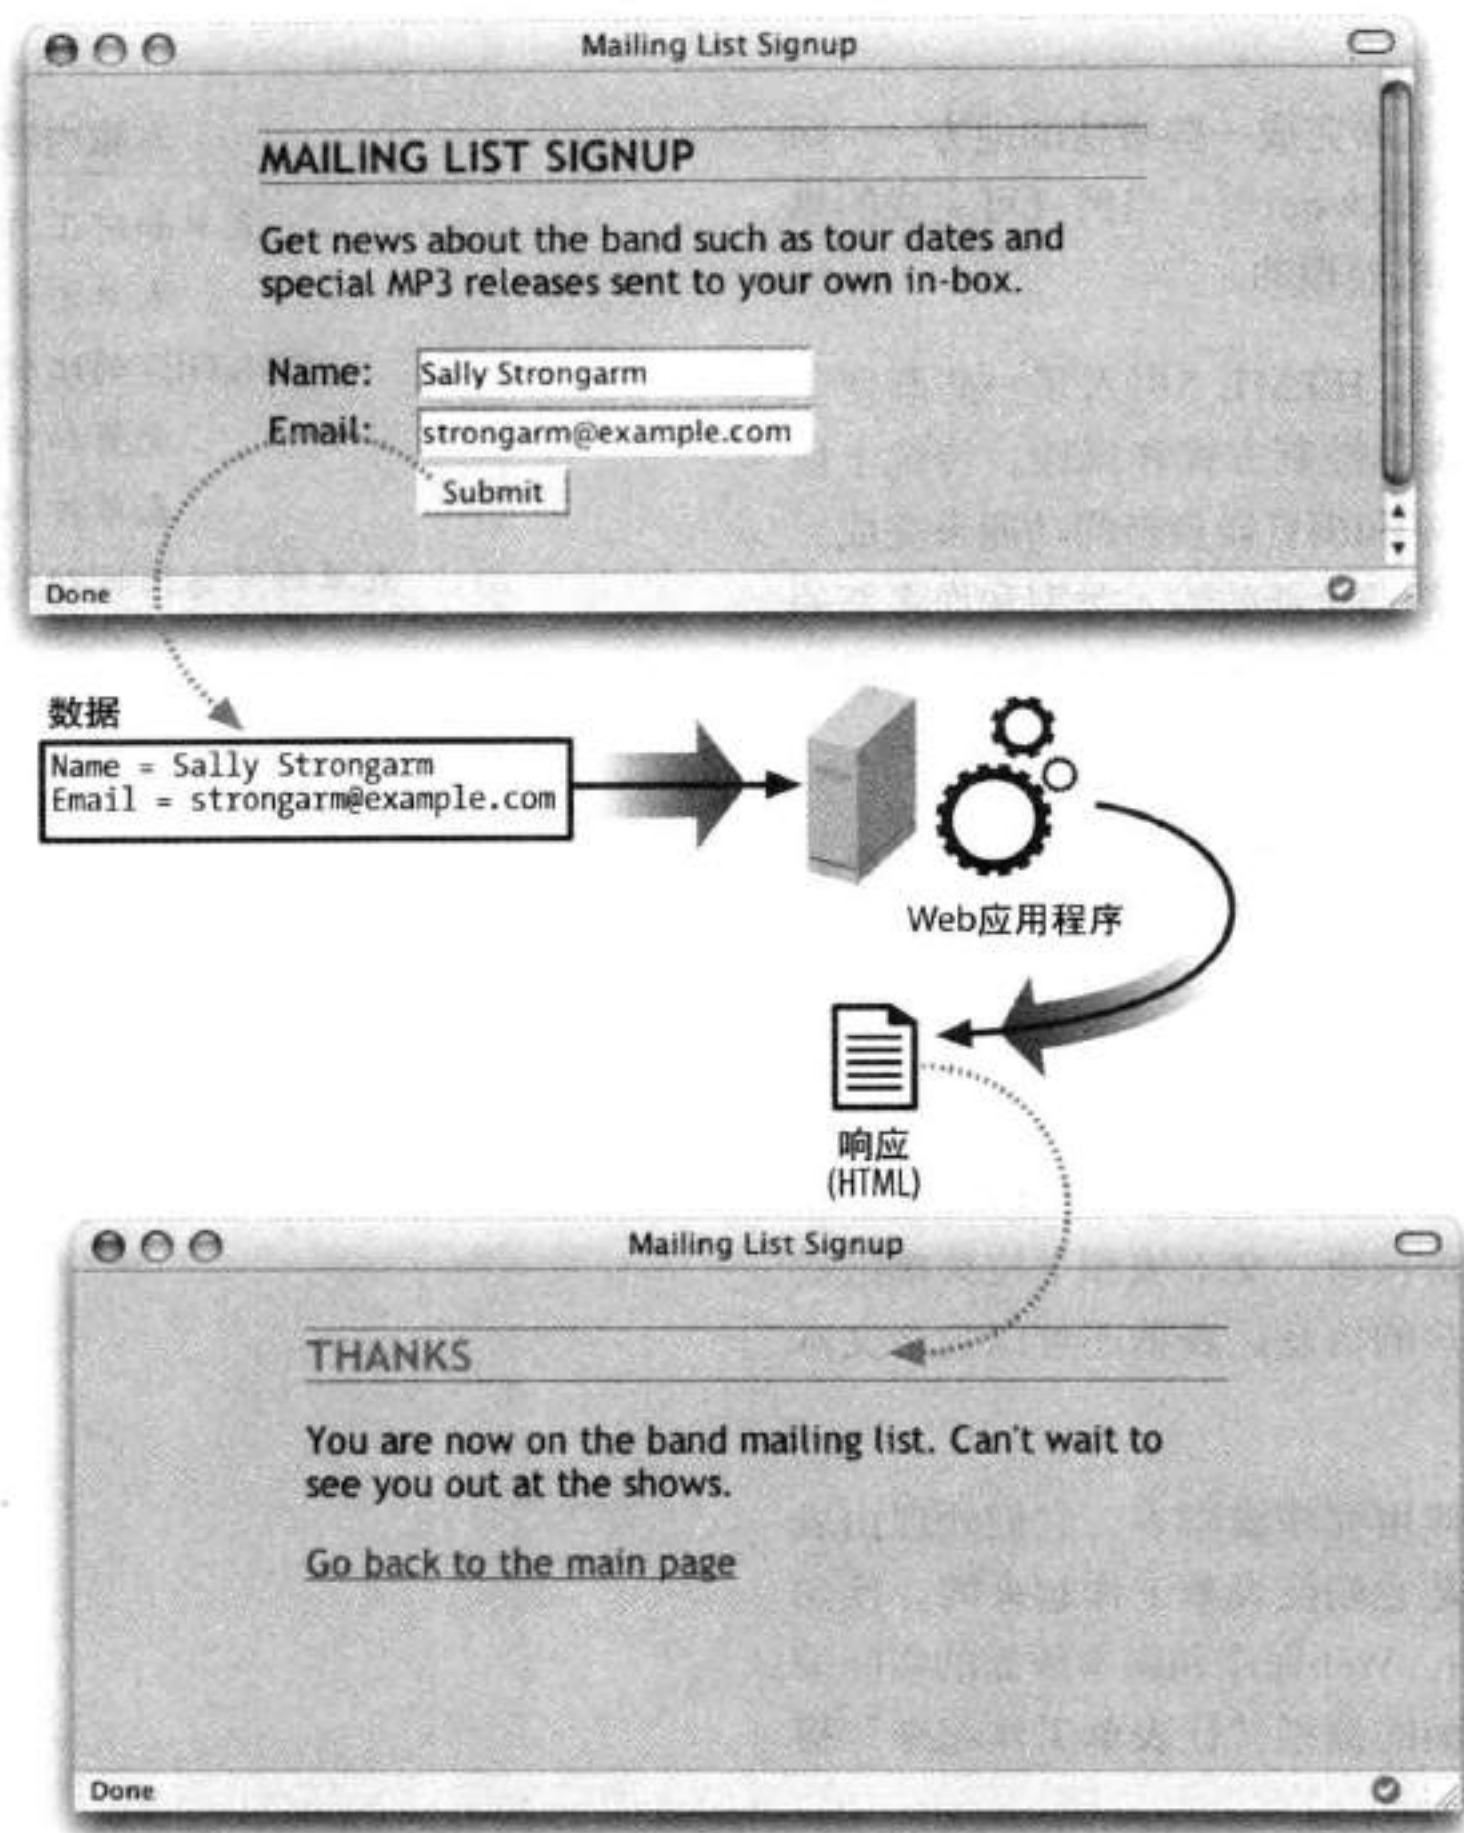 Mailing List Signup
MAILING LIST SIGNUP
Get news about the band such as tour dates and
special MP3 releases sent to your own in-box.
Name: Sally Strongarm
Email: strongarm@example.com
Submit
Done
数据
Name = Sally Strongarm
Email = strongarm@example.com
Web应用程序
响应
(HTML)
Mailing List Signup
THANKS
You are now on the band mailing list. Can't wait to
see you out at the shows.
Go back to the main page
Done